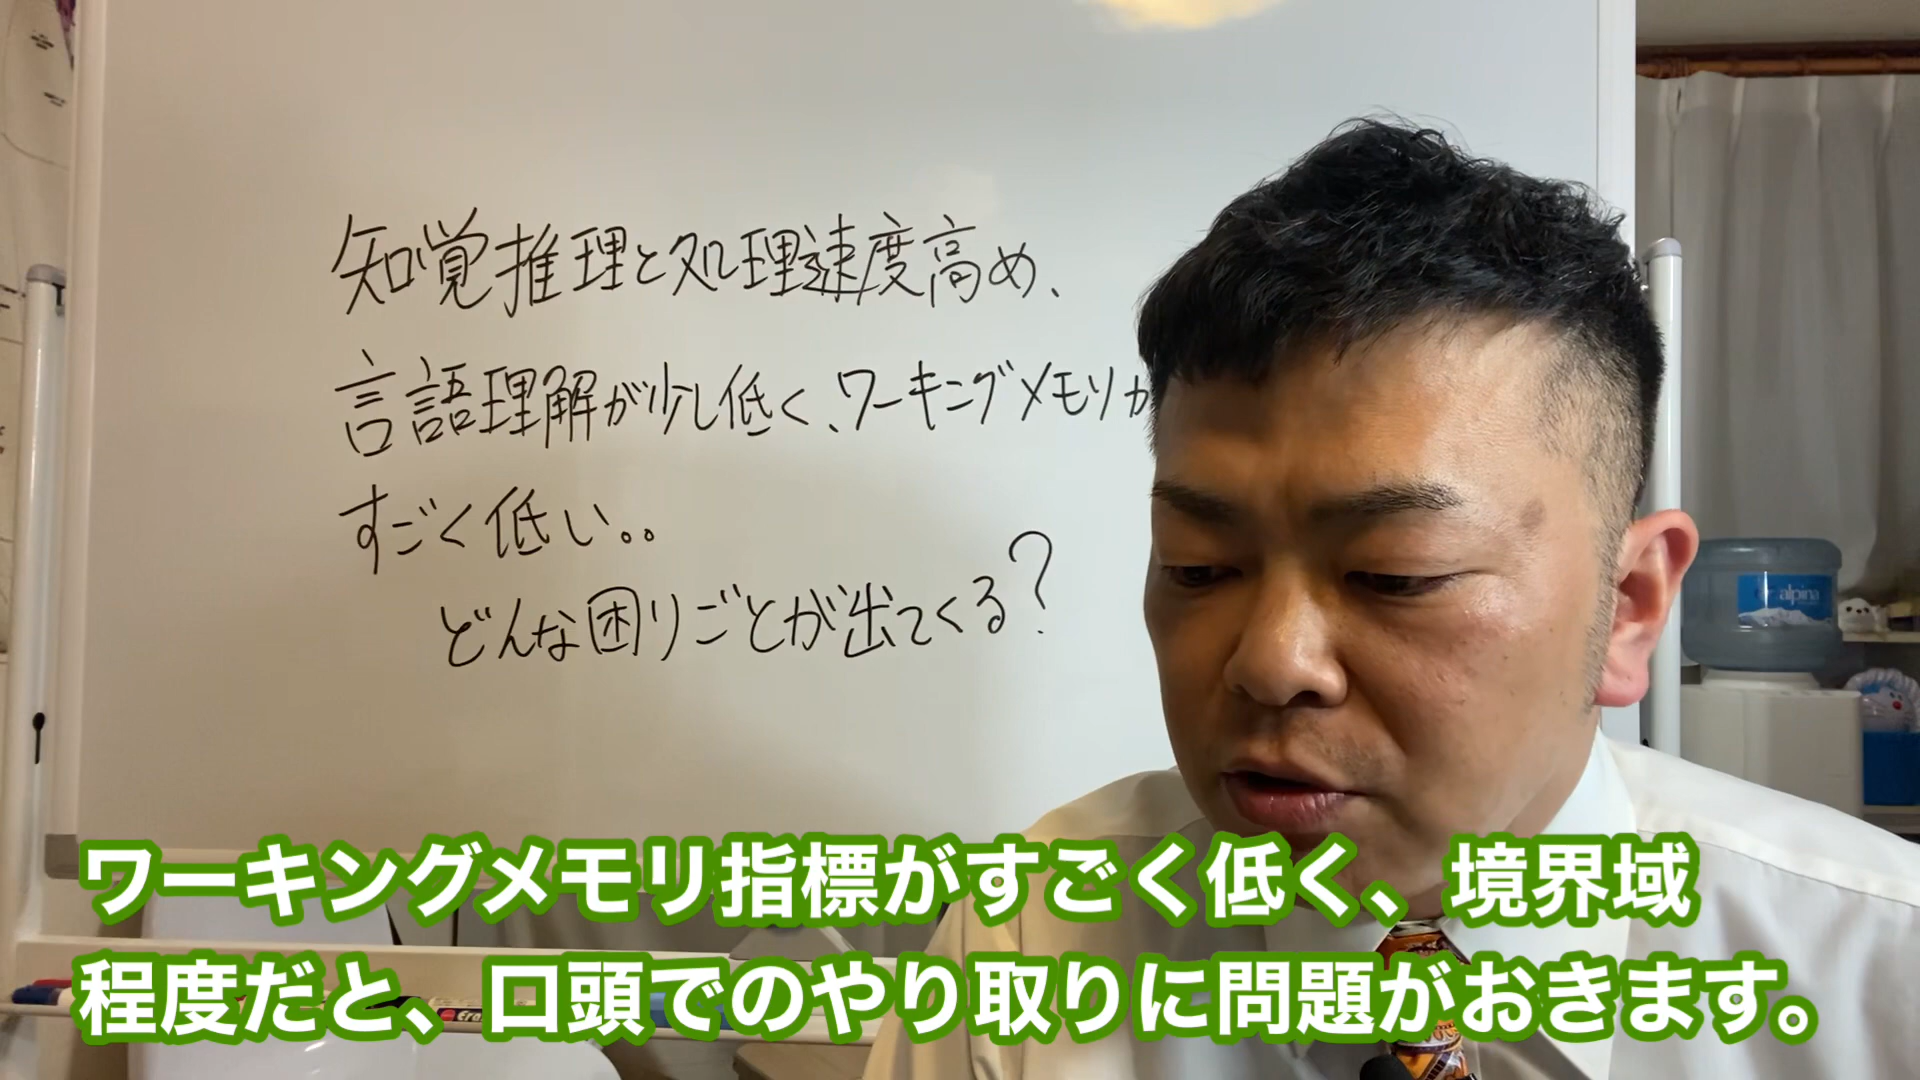 知覚推理と処理速度高め、
言語理解が少し低く、ワーキングメモリが
すごく低い。。
どんな困りごとが出てくる?
alpina
ワーキングメモリ指標がすごく低く、境界域
程度だと、口頭でのやり取りに問題がおきます。